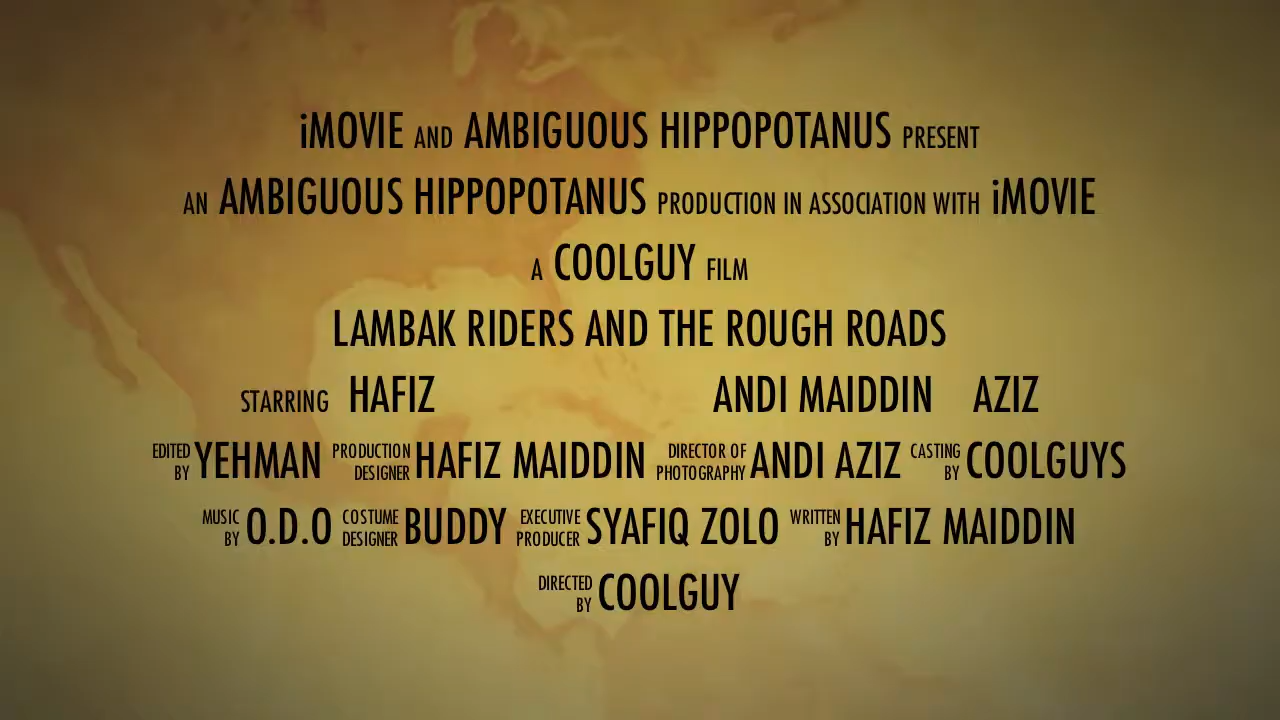 iMOVIE AND AMBIGUOUS HIPPOPOTANUS PRESENT
AN AMBIGUOUS HIPPOPOTANUS PRODUCTION IN ASSOCIATION WITH iMOVIE
A COOLGUY FILM
LAMBAK RIDERS AND THE ROUGH ROADS
STARRING HAFIZ ANDI MAIDDIN AZIZ
EDITED BY YEHMAN PRODUCTION DESIGNER HAFIZ MAIDDIN DIRECTOR OF PHOTOGRAPHY ANDI AZIZ CASTING BY COOLGUYS
MUSIC BY O.D.O COSTUME DESIGNER BUDDY EXECUTIVE PRODUCER SYAFIQ ZOLO WRITTEN BY HAFIZ MAIDDIN
DIRECTED BY COOLGUY